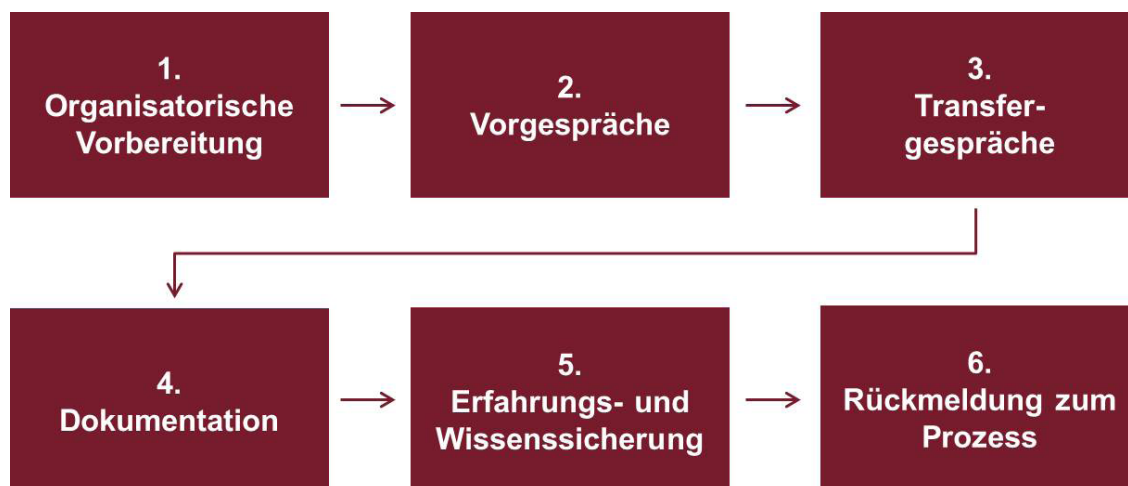 1.
Organisatorische
Vorbereitung
2.
Vorgespräche
3.
Transfer-
gespräche
4.
Dokumentation
5.
Erfahrungs- und
Wissenssicherung
6.
Rückmeldung zum
Prozess